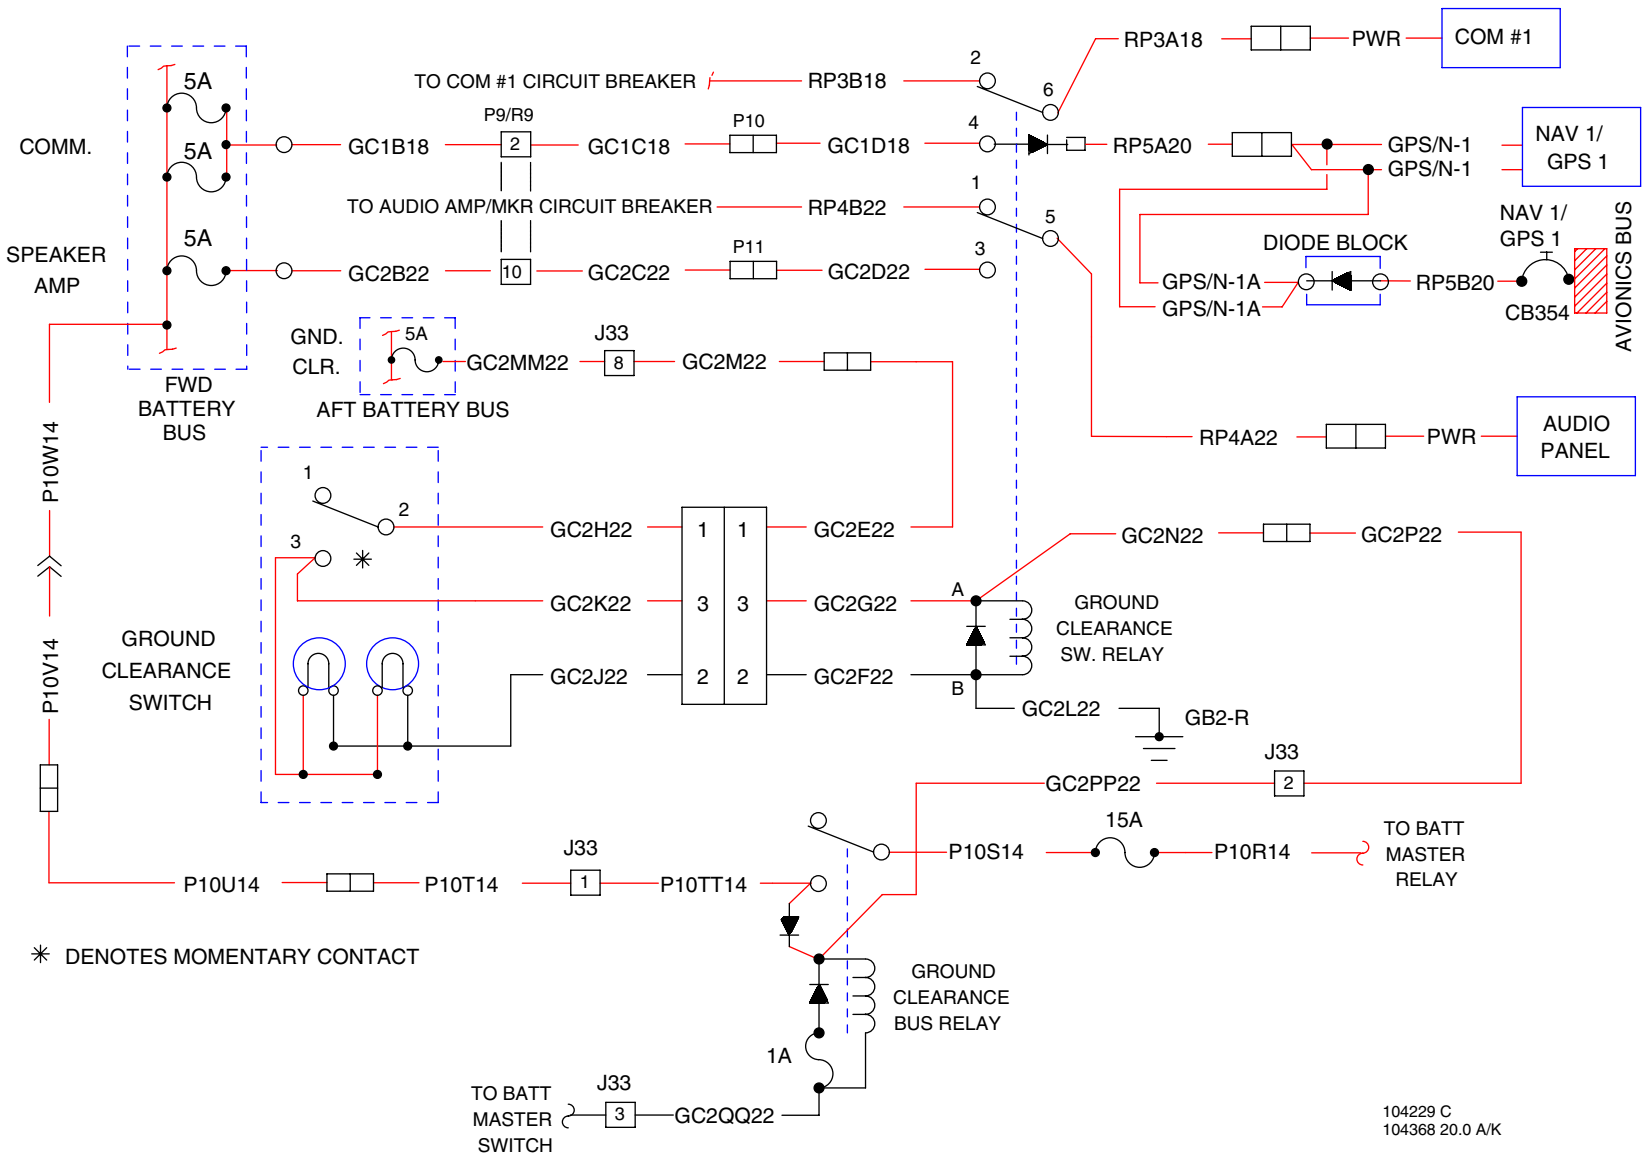 COM #1
RP3A18
PWR
2
TO COM #1 CIRCUIT BREAKER
RP3B18
6
5A
P9/R9
P10
4
COMM.
GC1B18
2
GC1C18
GC1D18
RP5A20
GPS/N-1
NAV 1/
GPS 1
5A
GPS/N-1
1
TO AUDIO AMP/MKR CIRCUIT BREAKER
RP4B22
5
NAV 1/
GPS 1
SPEAKER
AMP
5A
P11
3
DIODE BLOCK
GC2B22
10
GC2C22
GC2D22
GPS/N-1A
RP5B20
GPS/N-1A
CB354
AVIONICS BUS
GND.
CLR.
5A
J33
GC2MM22
8
GC2M22
FWD
BATTERY
BUS
AFT BATTERY BUS
RP4A22
PWR
AUDIO
PANEL
P10W14
1
2
GC2H22
1
1
GC2E22
GC2N22
GC2P22
3
A
GC2K22
3
3
GC2G22
GROUND
CLEARANCE
SW. RELAY
P10V14
GROUND
CLEARANCE
SWITCH
GC2J22
2
2
GC2F22
B
GC2L22
GB2-R
J33
GC2PP22
2
15A
P10S14
P10R14
TO BATT
MASTER
RELAY
J33
P10U14
P10T14
1
P10TT14
DENOTES MOMENTARY CONTACT
GROUND
CLEARANCE
BUS RELAY
1A
TO BATT
MASTER
SWITCH
J33
3
GC2QQ22
104229 C
104368 20.0 A/K